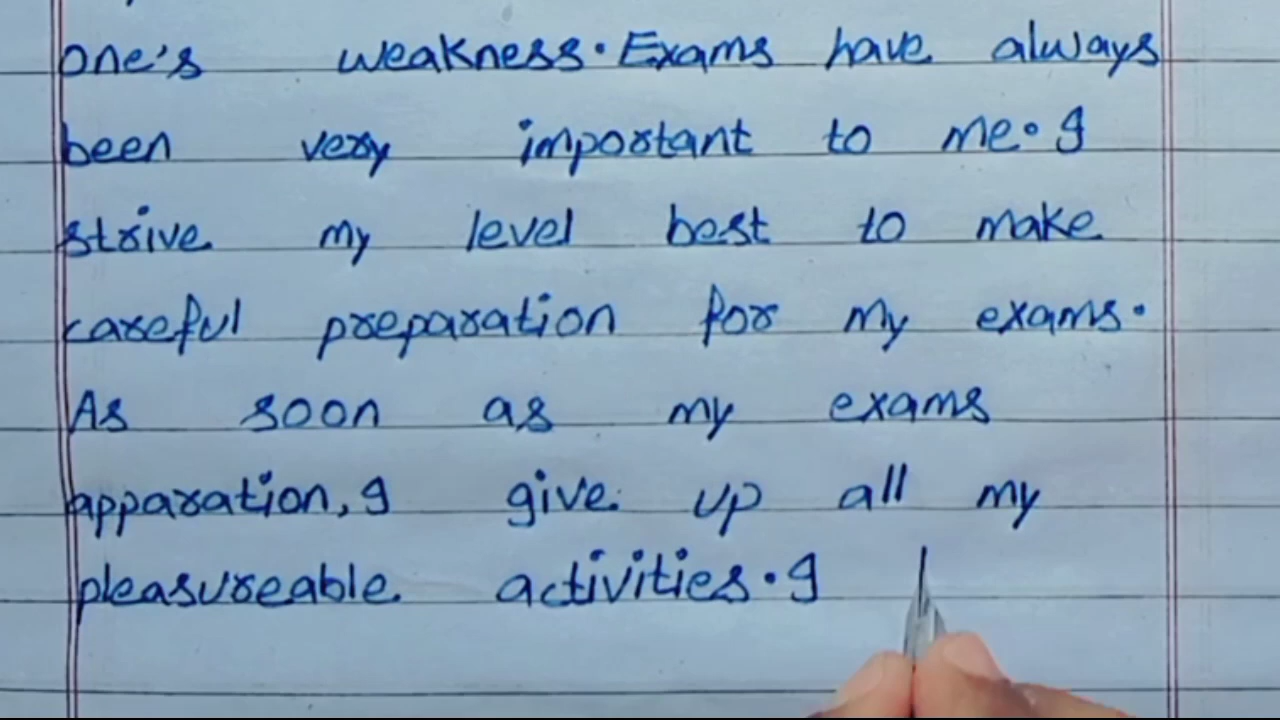 one's weakness. Exams have always
been very important to me. I
strive my level best to make
careful preparation for my exams.
As soon as my exams
apparation, I give up all my
pleasureable activities. I